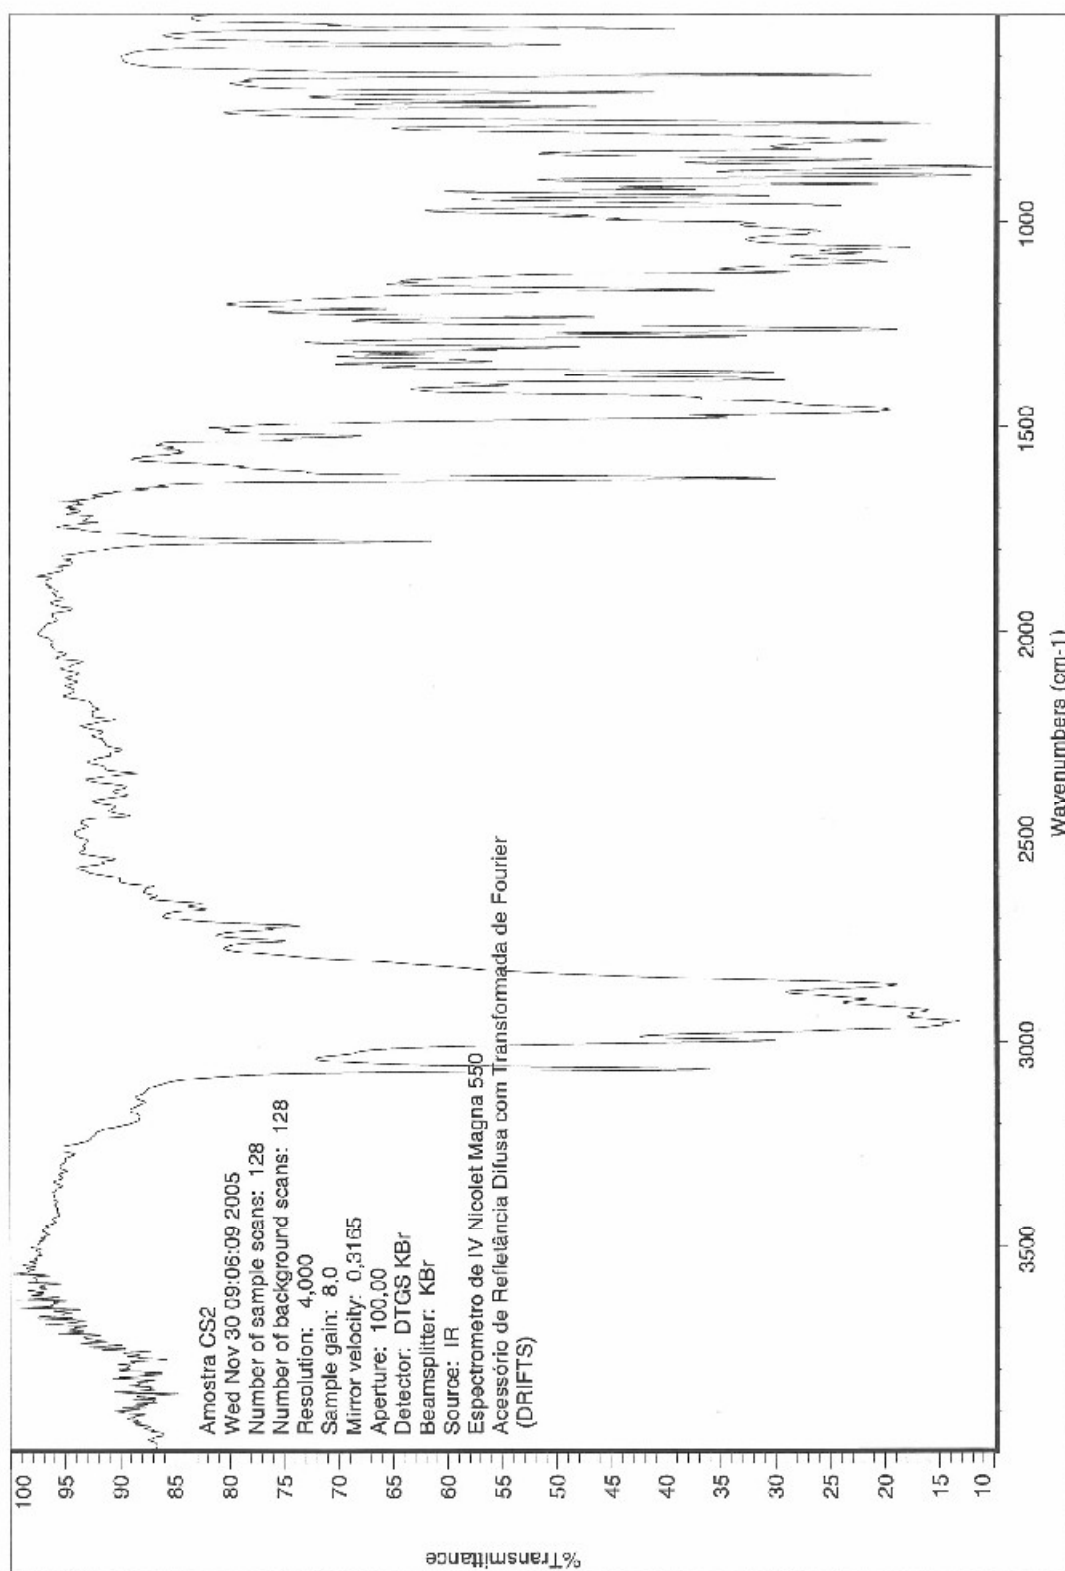 %Transmittance
100
95
90
85
80
75
70
65
60
55
50
45
40
35
30
25
20
15
10
Amostra CS2
Wed Nov 30 09:06:09 2005
Number of sample scans: 128
Number of background scans: 128
Resolution: 4,000
Sample gain: 8,0
Mirror velocity: 0,3165
Aperture: 100,00
Detector: DTGS KBr
Beamsplitter: KBr
Source: IR
Espectrometro de IV Nicolet Magna 550
Acessório de Refletância Difusa com Transformada de Fourier
(DRIFTS)
3500
3000
2500
2000
1500
1000
Wavenumbers (cm-1)